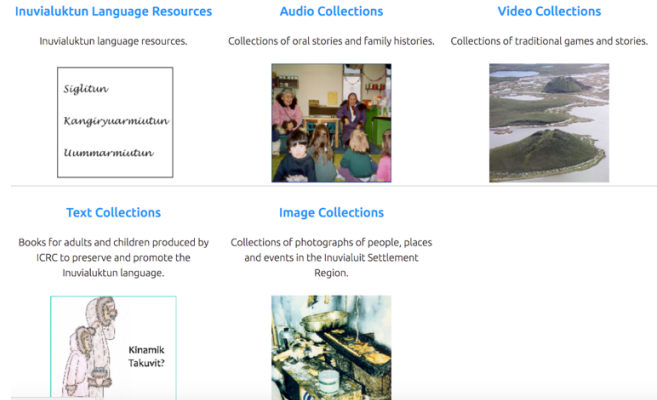 Inuvialuktun Language Resources
Inuvialuktun language resources.
Siglitun
Kangiryuarmiutun
Uummarmiutun
Audio Collections
Collections of oral stories and family histories.
Video Collections
Collections of traditional games and stories.
Text Collections
Books for adults and children produced by
ICRC to preserve and promote the
Inuvialuktun language.
Kinamik
Takuvit?
Image Collections
Collections of photographs of people, places
and events in the Inuvialuit Settlement
Region.